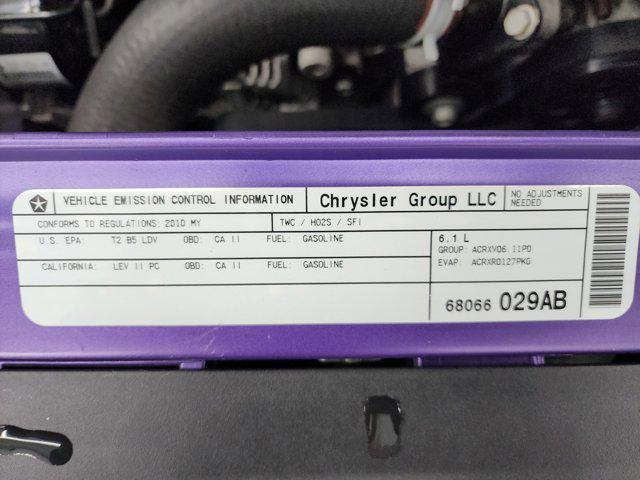 VEHICLE EMISSION CONTROL INFORMATION Chrysler Group LLC NO ADJUSTMENTS NEEDED
CONFORMS TO REGULATIONS: 2010 MY TWC / HO2S / SFI
U.S. EPA: T2 B5 LDV OBD: CA II FUEL: GASOLINE
CALIFORNIA: LEV II PC OBD: CA II FUEL: GASOLINE
6.1 L
GROUP: ACRXV06.11P0
EVAP: ACRXR0127PKG
68066 029AB